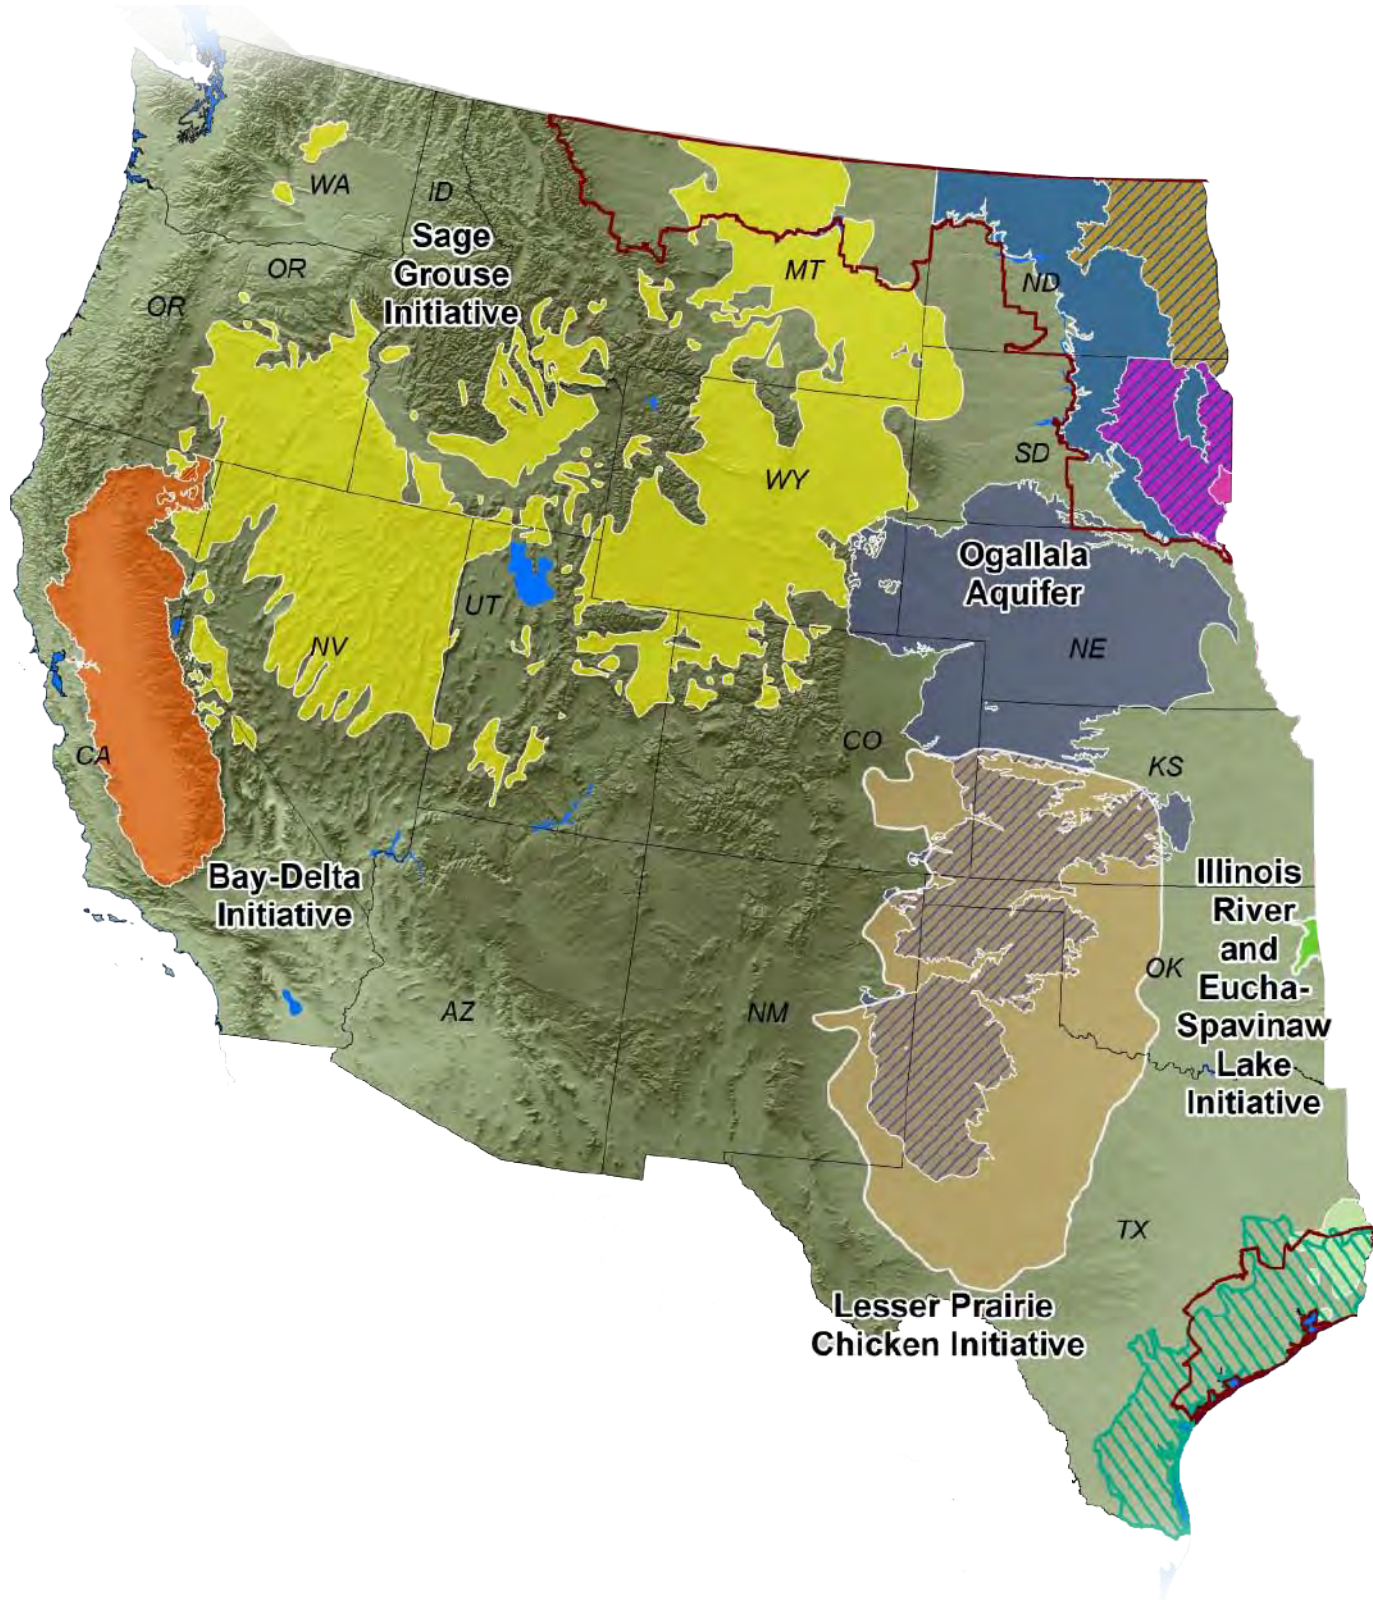 WA
ID
Sage
Grouse
Initiative
OR
OR
MT
ND
SD
WY
Ogallala
Aquifer
UT
NV
NE
CO
CA
KS
Bay-Delta
Initiative
Illinois
River
and
Eucha-
Spavinaw
Lake
Initiative
OK
AZ
NM
TX
Lesser Prairie
Chicken Initiative